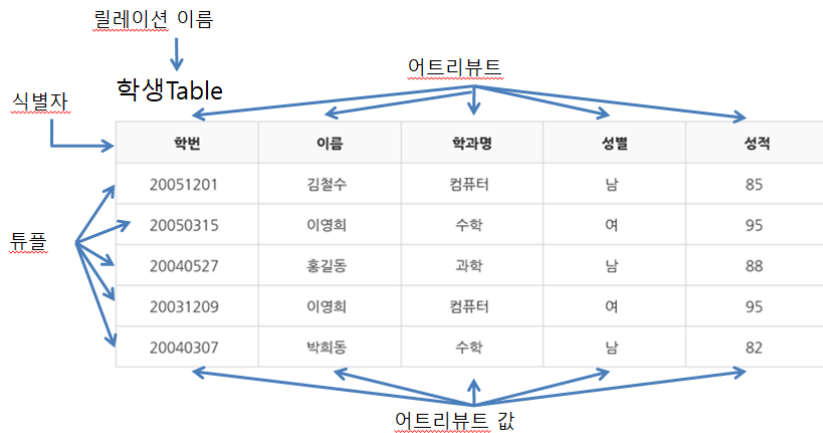 릴레이션 이름
어트리뷰트
학생Table
식별자
학번 이름 학과명 성별 성적
20051201 김철수 컴퓨터 남 85
20050315 이영희 수학 여 95
튜플
20040527 홍길동 과학 남 88
20031209 이영희 컴퓨터 여 95
20040307 박희동 수학 남 82
어트리뷰트 값